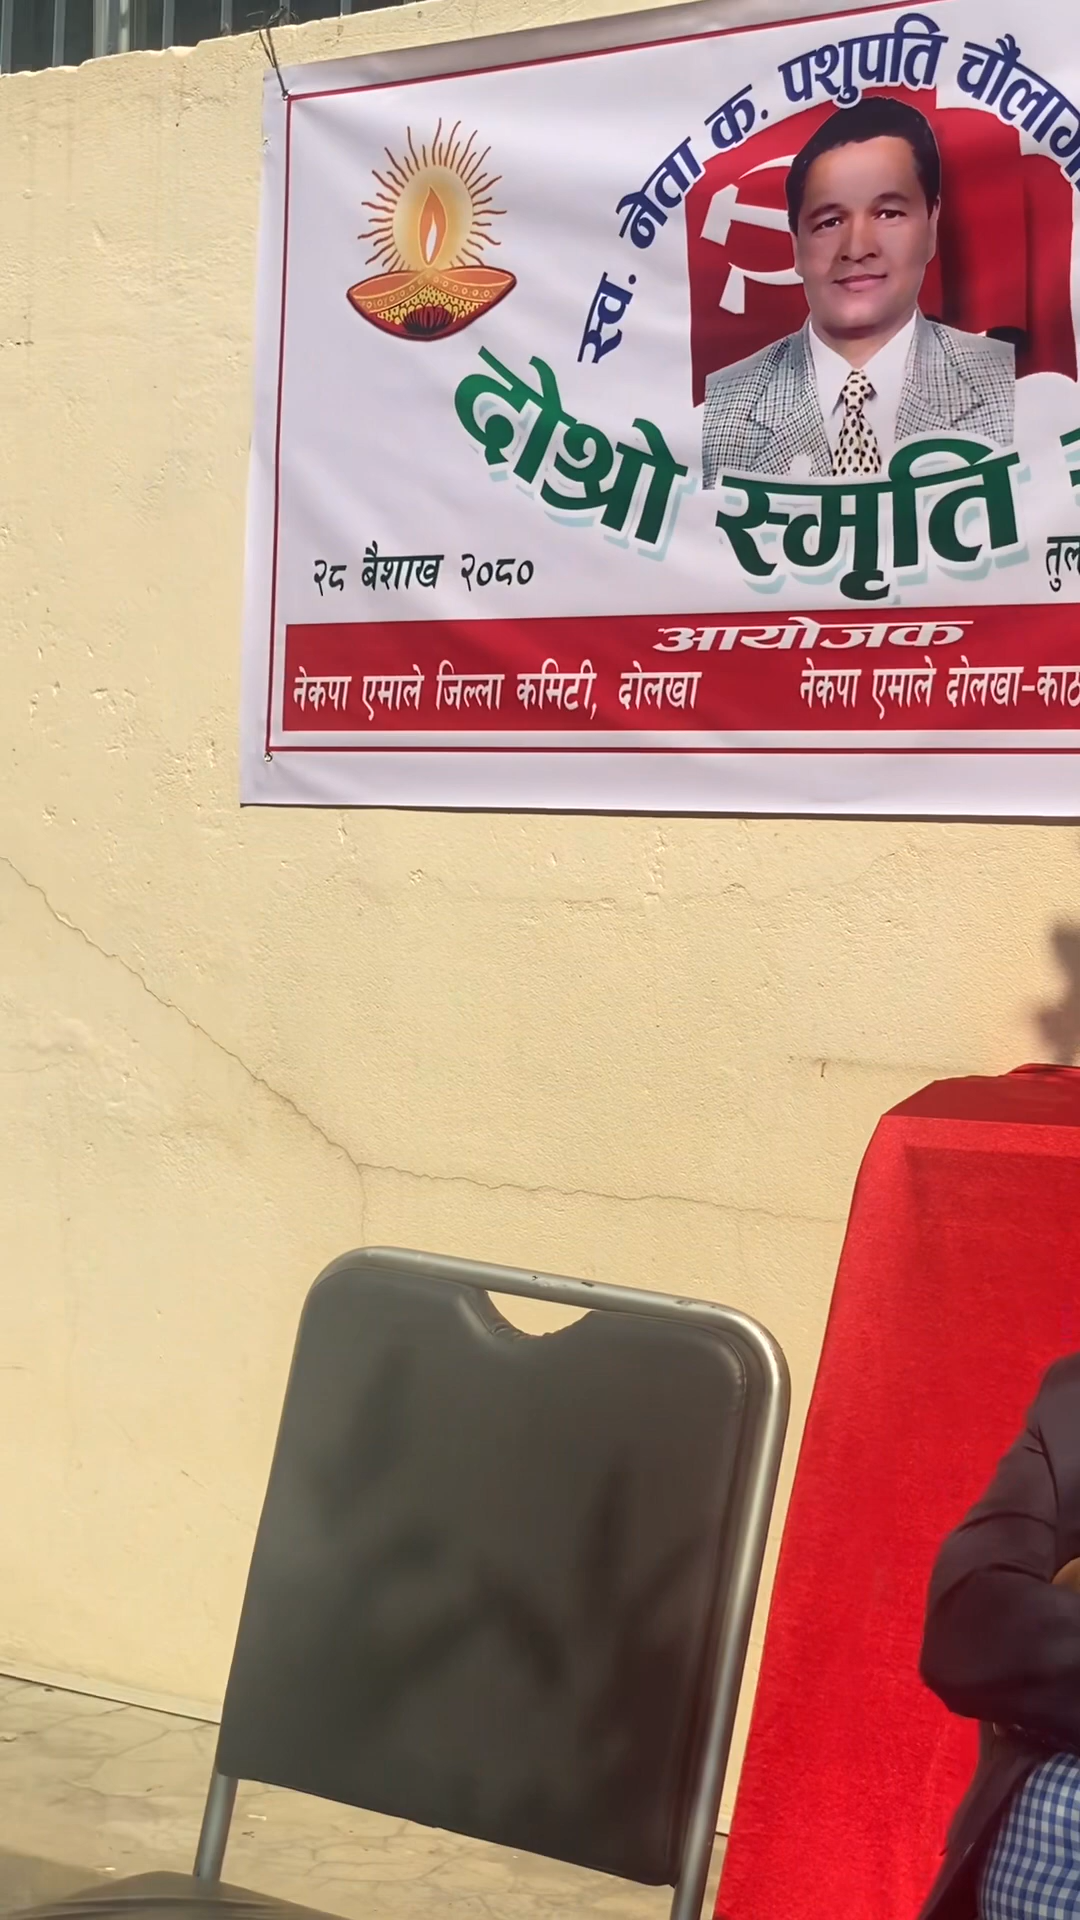 स्व. नेता क. पशुपति चौलागा
दोश्रो स्मृति
२८ बैशाख २०८०
आयोजक
नेकपा एमाले जिल्ला कमिटी, दोलखा नेकपा एमाले दोलखा-काठ